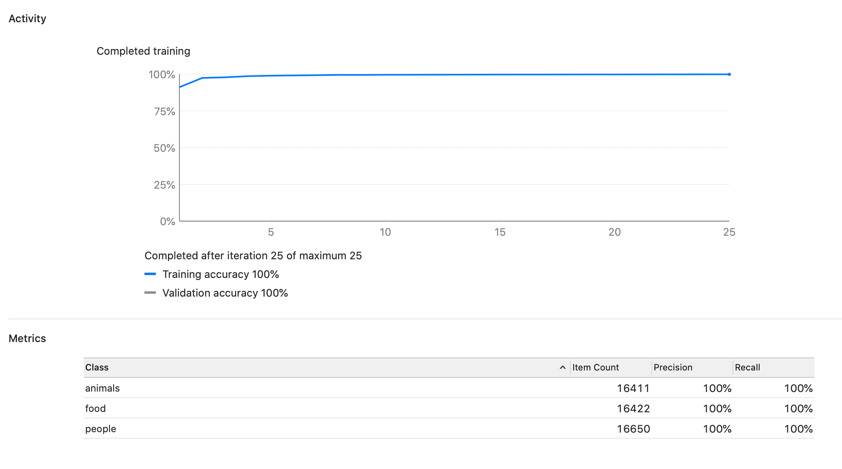 Activity
Completed training
100%
75%
50%
25%
0%
5 10 15 20 25
Completed after iteration 25 of maximum 25
Training accuracy 100%
Validation accuracy 100%
Metrics
Class Item Count Precision Recall
animals 16411 100% 100%
food 16422 100% 100%
people 16650 100% 100%